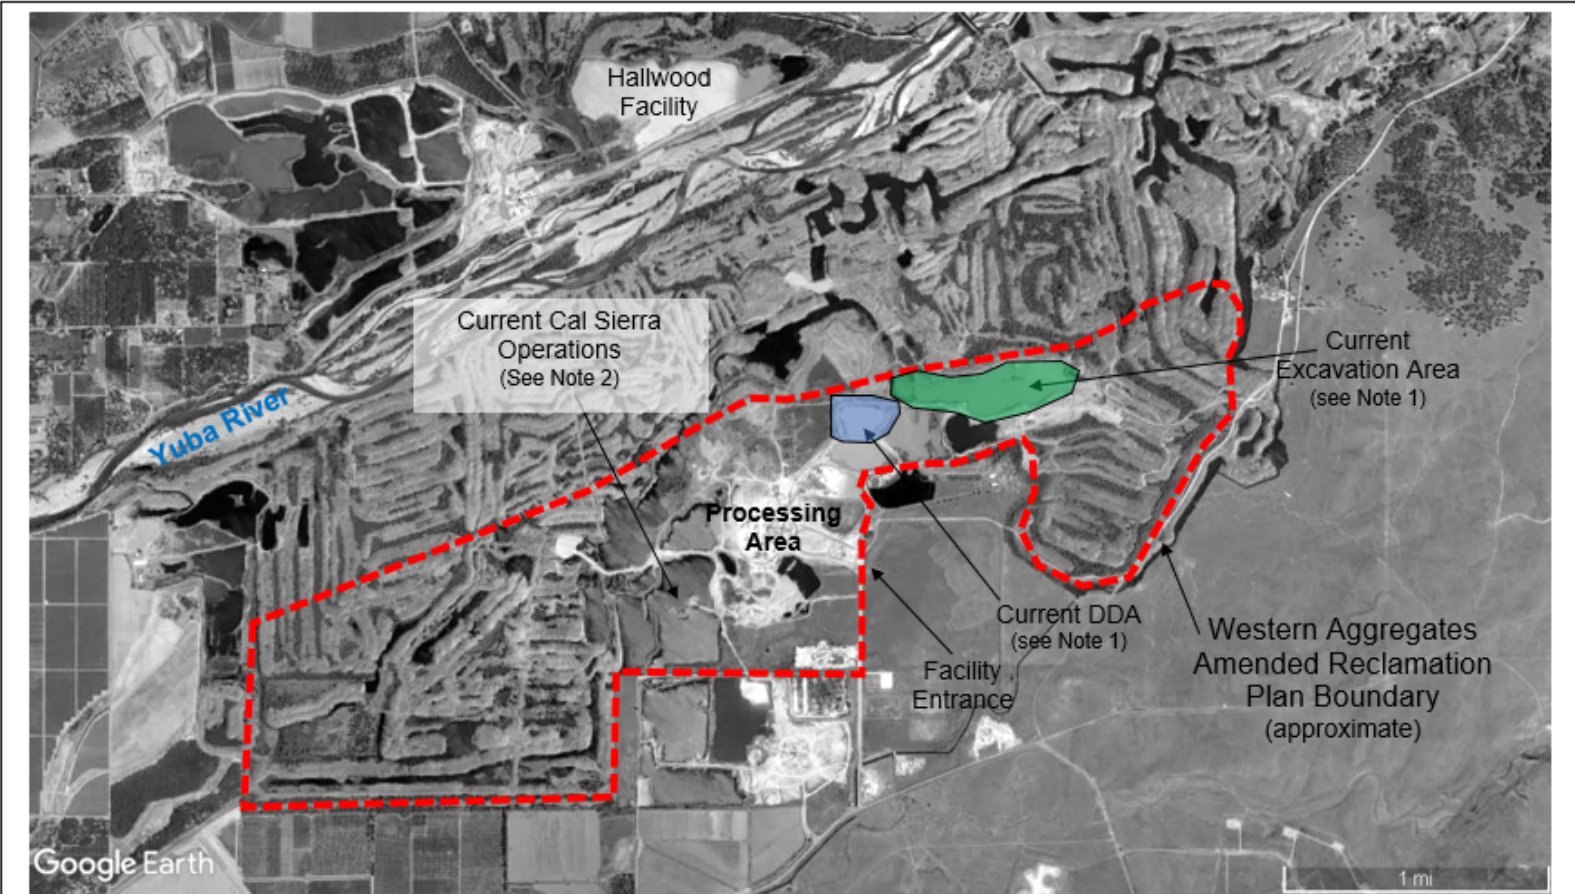 Hallwood
Facility
Current Cal Sierra
Operations
(See Note 2)
Current
Excavation Area
(see Note 1)
Yuba River
Processing
Area
Current DDA
(see Note 1)
Facility
Entrance
Western Aggregates
Amended Reclamation
Plan Boundary
(approximate)
Google Earth
1 mi